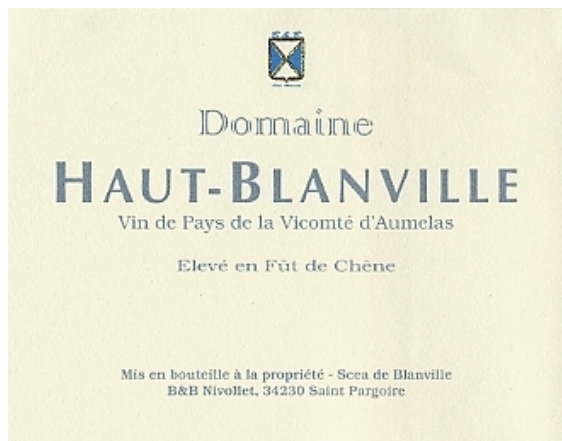 Domaine
HAUT-BLANVILLE
Vin de Pays de la Vicomté d'Aumelas
Elevé en Fût de Chêne
Mis en bouteille à la propriété - Scea de Blanville
B&B Nivollet, 34230 Saint Pargoire